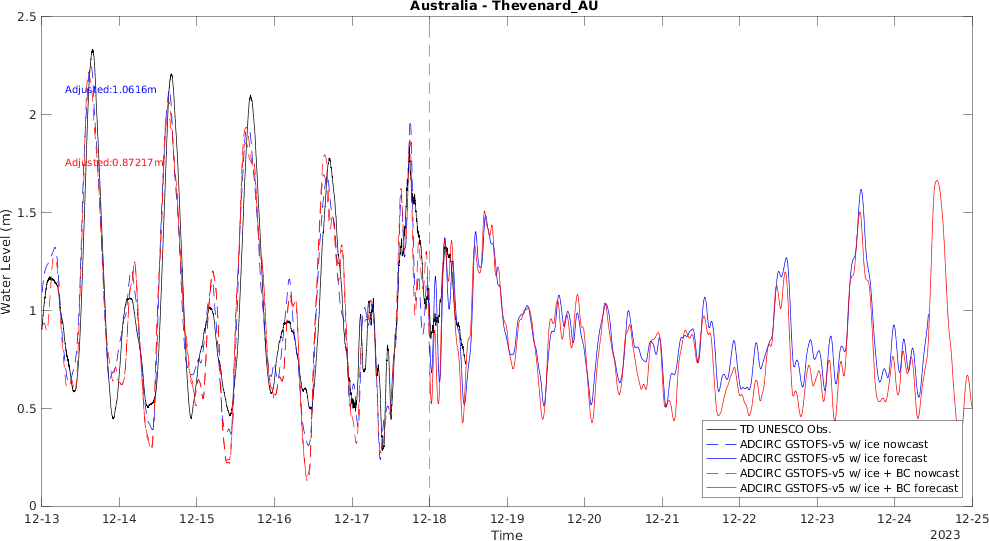 Australia - Thevenard_AU
2.5
2
1.5
1
0.5
0
Water Level (m)
Adjusted:1.0616m
Adjusted:0.87217m
TD UNESCO Obs.
ADCIRC GSTOFS-v5 w/ ice nowcast
ADCIRC GSTOFS-v5 w/ ice forecast
ADCIRC GSTOFS-v5 w/ ice + BC nowcast
ADCIRC GSTOFS-v5 w/ ice + BC forecast
12-13 12-14 12-15 12-16 12-17 12-18 12-19 12-20 12-21 12-22 12-23 12-24 12-25
Time
2023